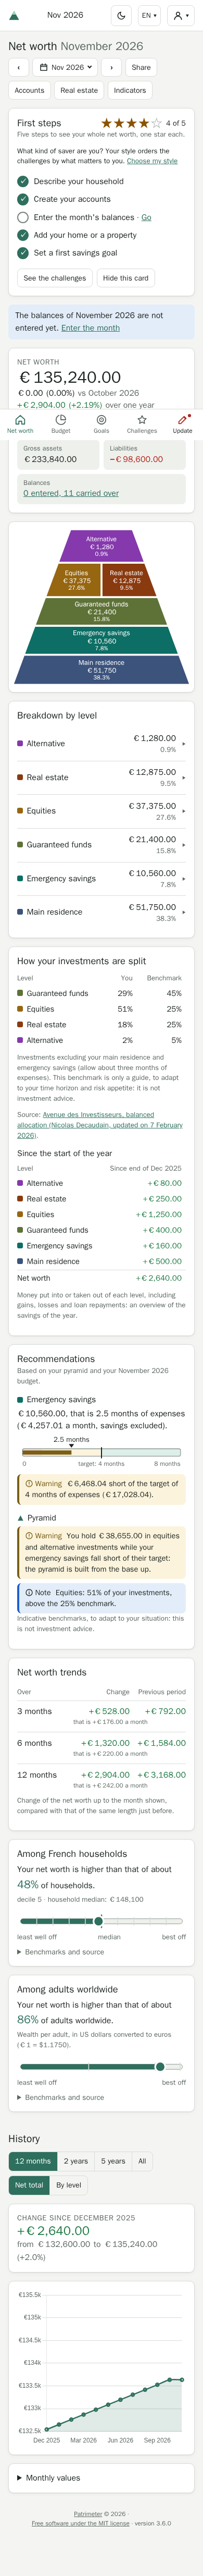 Nov 2026
EN ▾
Net worth November 2026
‹ Nov 2026 › Share
Accounts Real estate Indicators
First steps 4 of 5
Five steps to see your whole net worth, one star each.
What kind of saver are you? Your style orders the
challenges by what matters to you. Choose my style
Describe your household
Create your accounts
Enter the month's balances · Go
Add your home or a property
Set a first savings goal
See the challenges Hide this card
The balances of November 2026 are not
entered yet. Enter the month
NET WORTH
€ 135,240.00
€ 0.00 (0.00%) vs October 2026
+ € 2,904.00 (+2.19%) over one year
Net worth Budget Goals Challenges Update
Gross assets
€ 233,840.00
Liabilities
− € 98,600.00
Balances
0 entered, 11 carried over
Alternative
€ 1,280
0.9%
Equities
€ 37,375
27.6%
Real estate
€ 12,875
9.5%
Guaranteed funds
€ 21,400
15.8%
Emergency savings
€ 10,560
7.8%
Main residence
€ 51,750
38.3%
Breakdown by level
Alternative € 1,280.00
0.9%
Real estate € 12,875.00
9.5%
Equities € 37,375.00
27.6%
Guaranteed funds € 21,400.00
15.8%
Emergency savings € 10,560.00
7.8%
Main residence € 51,750.00
38.3%
How your investments are split
Level You Benchmark
Guaranteed funds 29% 45%
Equities 51% 25%
Real estate 18% 25%
Alternative 2% 5%
Investments excluding your main residence and
emergency savings (allow about three months of
expenses). This benchmark is only a guide, to adapt
to your time horizon and risk appetite: it is not
investment advice.
Source: Avenue des Investisseurs, balanced
allocation (Nicolas Decaudain, updated on 7 February
2026).
Since the start of the year
Level Since end of Dec 2025
Alternative + € 80.00
Real estate + € 250.00
Equities + € 1,250.00
Guaranteed funds + € 400.00
Emergency savings + € 160.00
Main residence + € 500.00
Net worth + € 2,640.00
Money put into or taken out of each level, including
gains, losses and loan repayments: an overview of the
savings of the year.
Recommendations
Based on your pyramid and your November 2026
budget.
Emergency savings
€ 10,560.00, that is 2.5 months of expenses
(€ 4,257.01 a month, savings excluded).
2.5 months
0 target: 4 months 8 months
Warning € 6,468.04 short of the target of
4 months of expenses (€ 17,028.04).
Pyramid
Warning You hold € 38,655.00 in equities
and alternative investments while your
emergency savings fall short of their target:
the pyramid is built from the base up.
Note Equities: 51% of your investments,
above the 25% benchmark.
Indicative benchmarks, to adapt to your situation: this
is not investment advice.
Net worth trends
Over Change Previous period
3 months + € 528.00 + € 792.00
that is + € 176.00 a month
6 months + € 1,320.00 + € 1,584.00
that is + € 220.00 a month
12 months + € 2,904.00 + € 3,168.00
that is + € 242.00 a month
Change of the net worth up to the month shown,
compared with that of the same length just before.
Among French households
Your net worth is higher than that of about
48% of households.
decile 5 · household median: € 148,100
least well off median best off
Benchmarks and source
Among adults worldwide
Your net worth is higher than that of about
86% of adults worldwide.
Wealth per adult, in US dollars converted to euros
(€ 1 = $1.1750).
least well off best off
Benchmarks and source
History
12 months 2 years 5 years All
Net total By level
CHANGE SINCE DECEMBER 2025
+ € 2,640.00
from € 132,600.00 to € 135,240.00
(+2.0%)
€135.5k
€135k
€134.5k
€134k
€133.5k
€133k
€132.5k
Dec 2025 Mar 2026 Jun 2026 Sep 2026
Monthly values
Patrimeter © 2026 ·
Free software under the MIT license · version 3.6.0